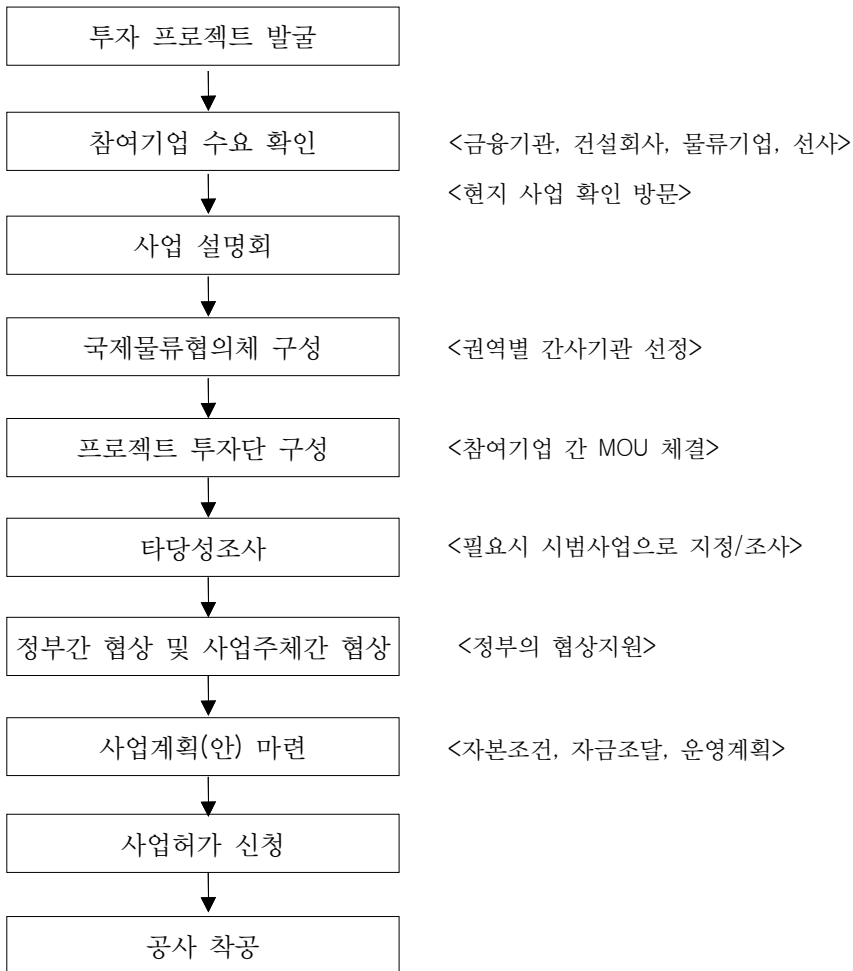 투자 프로젝트 발굴
참여기업 수요 확인
<금융기관, 건설회사, 물류기업, 선사>
<현지 사업 확인 방문>
사업 설명회
국제물류협의체 구성
<권역별 간사기관 선정>
프로젝트 투자단 구성
<참여기업 간 MOU 체결>
타당성조사
<필요시 시범사업으로 지정/조사>
정부간 협상 및 사업주체간 협상
<정부의 협상지원>
사업계획(안) 마련
<자본조건, 자금조달, 운영계획>
사업허가 신청
공사 착공